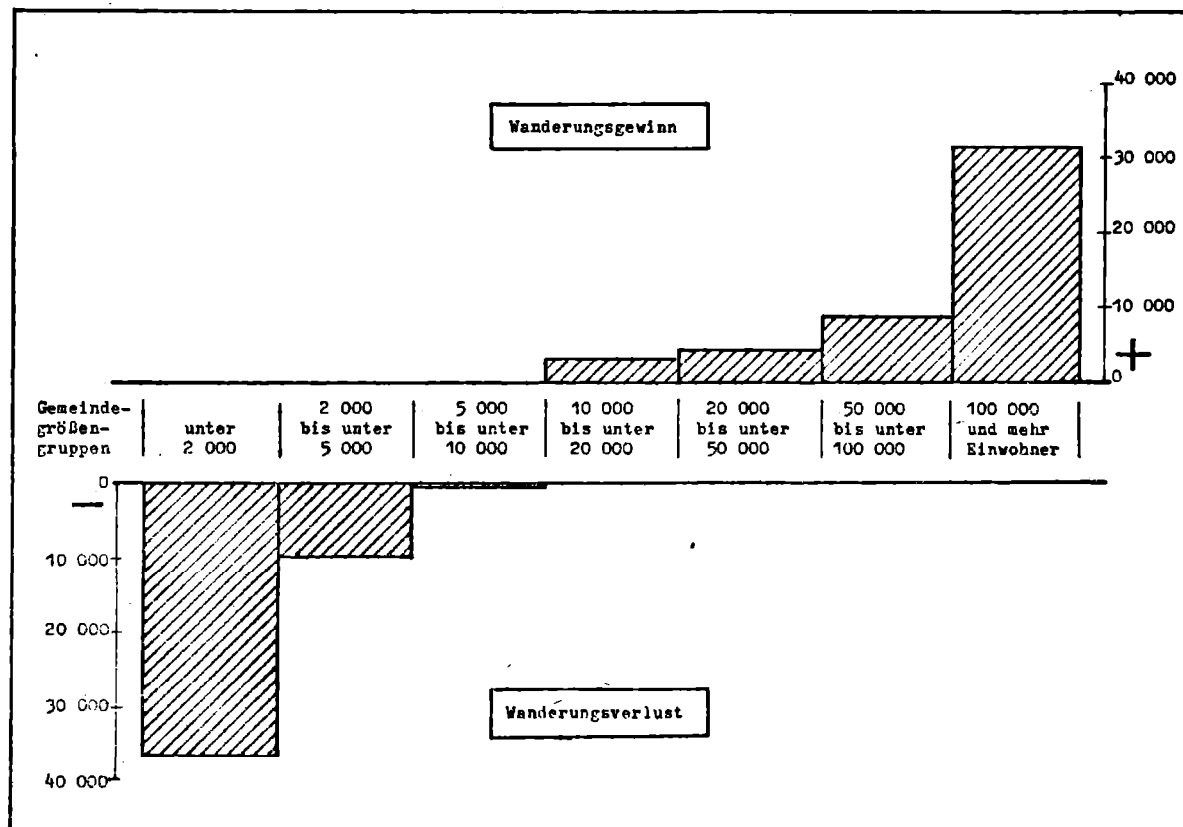 40 000
Wanderungsgewinn
30 000
20 000
10 000
+
0
Gemeinde-
größen-
gruppen
unter
2 000
2 000
bis unter
5 000
5 000
bis unter
10 000
10 000
bis unter
20 000
20 000
bis unter
50 000
50 000
bis unter
100 000
100 000
und mehr
Einwohner
0
—
10 000
20 000
30 000
Wanderungsverlust
40 000